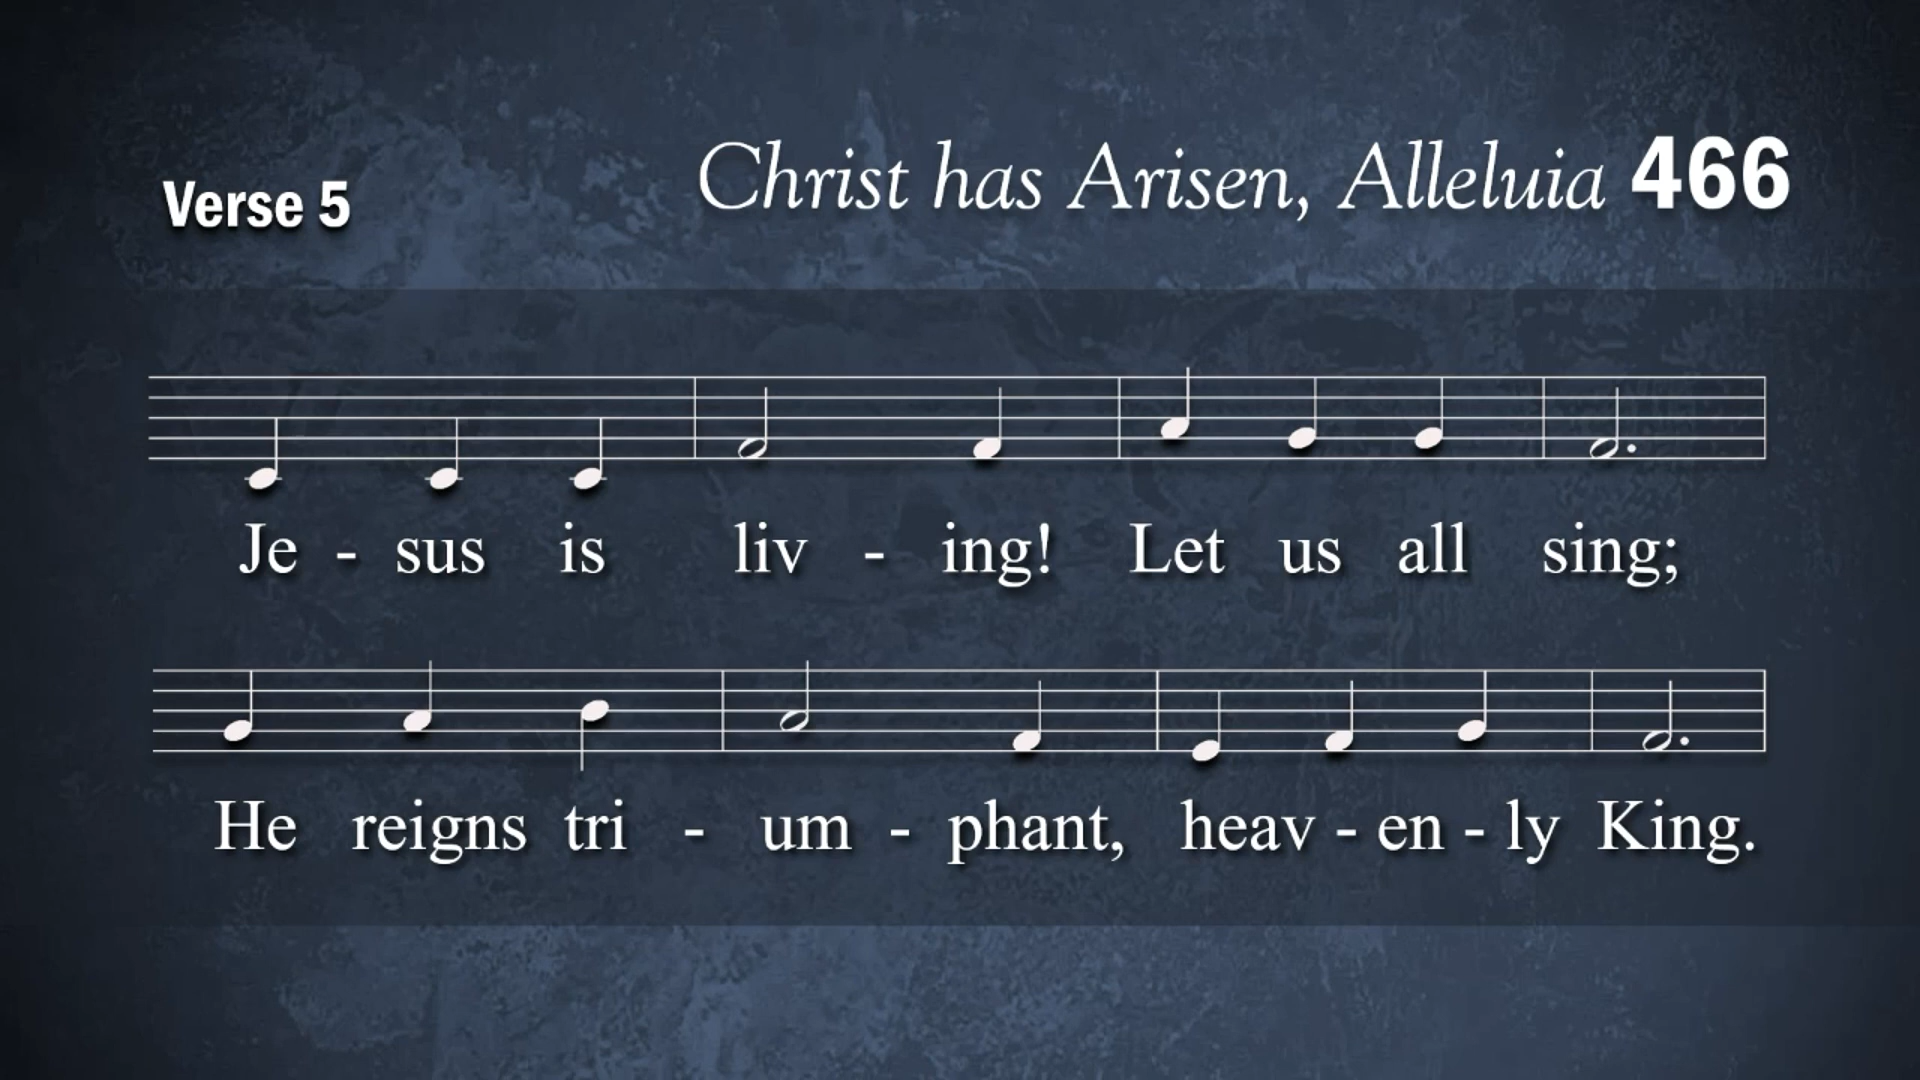 Verse 5
Christ has Arisen, Alleluia 466
Je - sus is liv - ing! Let us all sing;
He reigns tri - um - phant, heav - en - ly King.